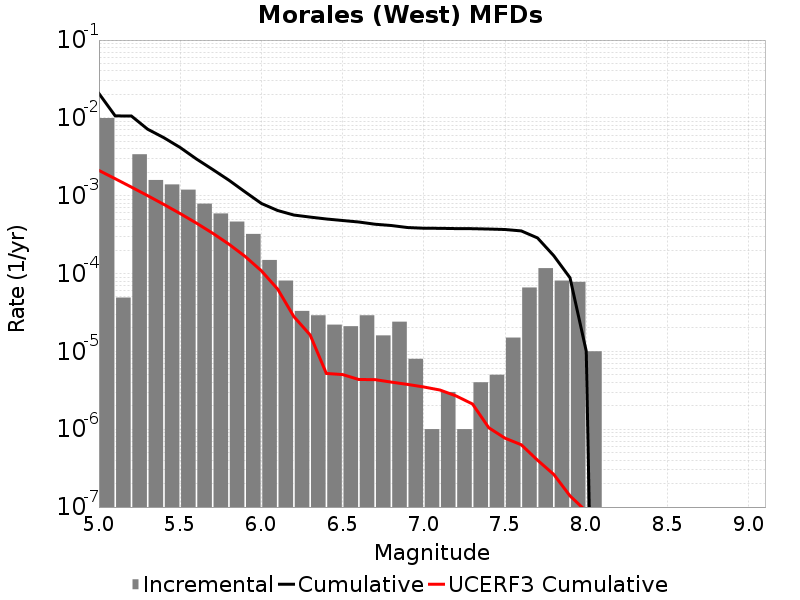 Morales (West) MFDs
10-1
10-2
10-3
10-4
10-5
10-6
10-7
Rate (1/yr)
5.0 5.5 6.0 6.5 7.0 7.5 8.0 8.5 9.0
Magnitude
Incremental Cumulative UCERF3 Cumulative